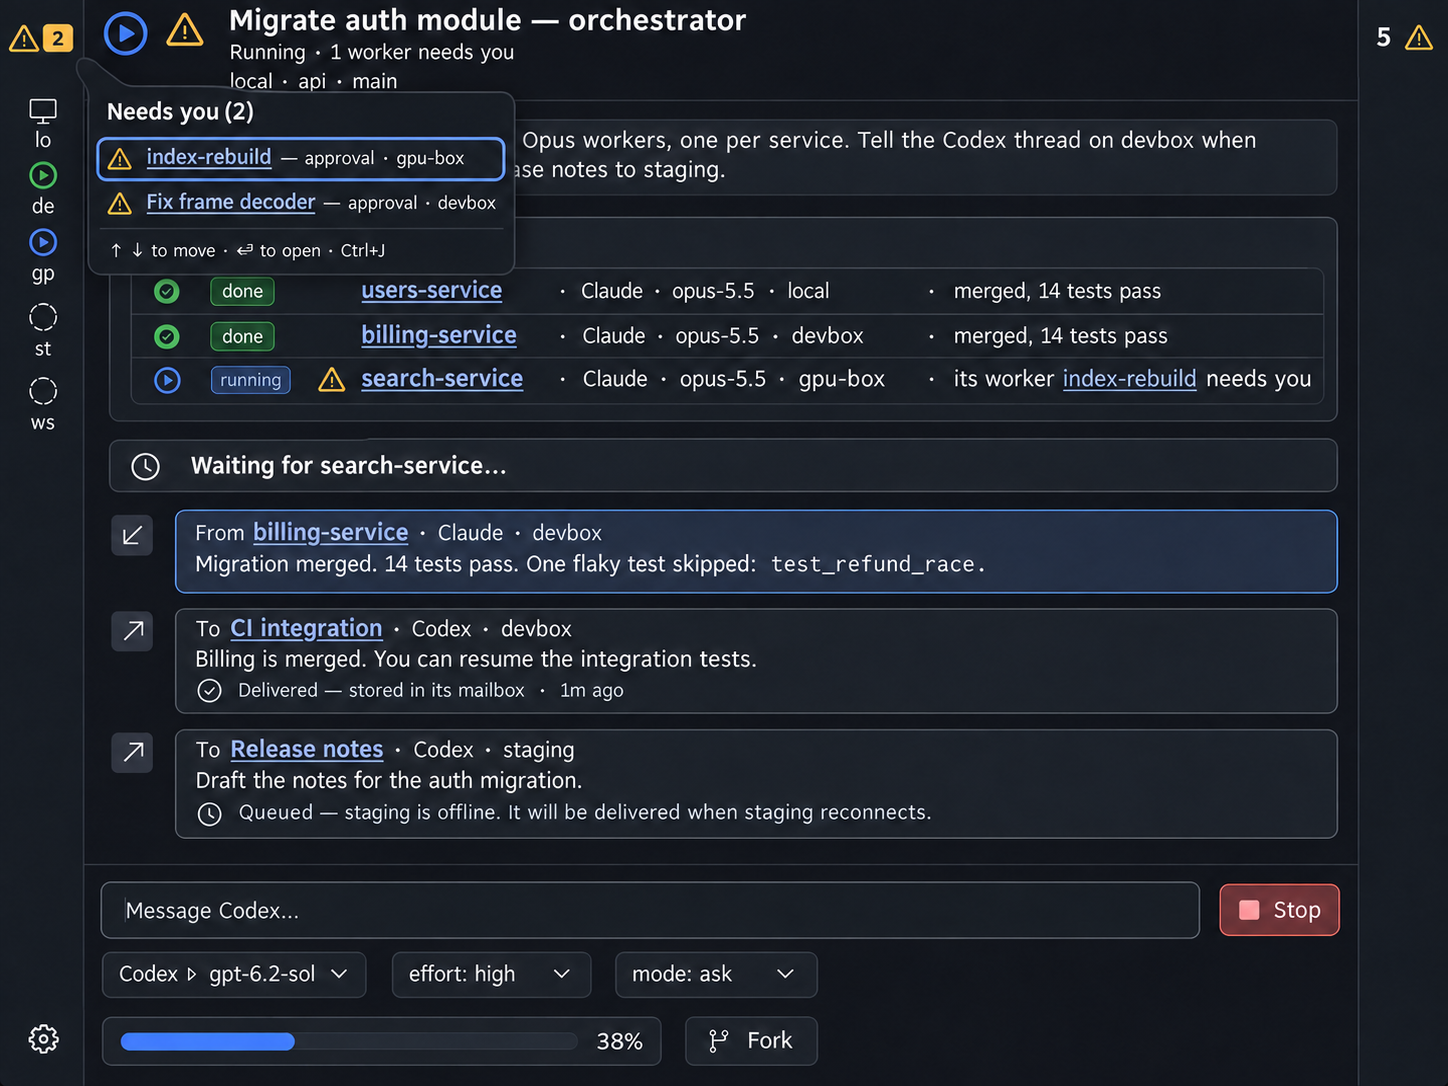 2
Migrate auth module — orchestrator
Running · 1 worker needs you
local · api · main
5
lo
de
gp
st
ws
Needs you (2)
index-rebuild — approval · gpu-box
Fix frame decoder — approval · devbox
↑ ↓ to move · ⏎ to open · Ctrl+J
Opus workers, one per service. Tell the Codex thread on devbox when
ase notes to staging.
done users-service · Claude · opus-5.5 · local · merged, 14 tests pass
done billing-service · Claude · opus-5.5 · devbox · merged, 14 tests pass
running search-service · Claude · opus-5.5 · gpu-box · its worker index-rebuild needs you
Waiting for search-service...
From billing-service · Claude · devbox
Migration merged. 14 tests pass. One flaky test skipped: test_refund_race.
To CI integration · Codex · devbox
Billing is merged. You can resume the integration tests.
Delivered — stored in its mailbox · 1m ago
To Release notes · Codex · staging
Draft the notes for the auth migration.
Queued — staging is offline. It will be delivered when staging reconnects.
Message Codex...
Stop
Codex ▹ gpt-6.2-sol
effort: high
mode: ask
38%
Fork